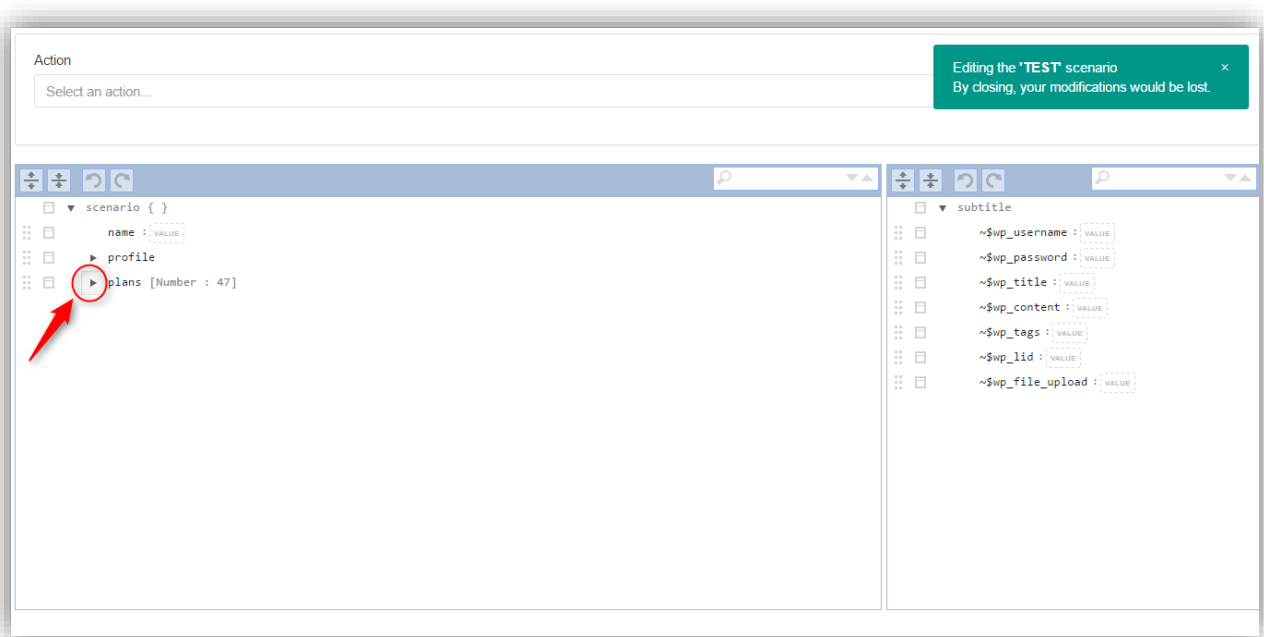 Action
Select an action...
Editing the 'TEST' scenario ×
By closing, your modifications would be lost.
scenario { }
name : VALUE
profile
plans [Number : 47]
subtitle
~$wp_username : VALUE
~$wp_password : VALUE
~$wp_title : VALUE
~$wp_content : VALUE
~$wp_tags : VALUE
~$wp_lid : VALUE
~$wp_file_upload : VALUE